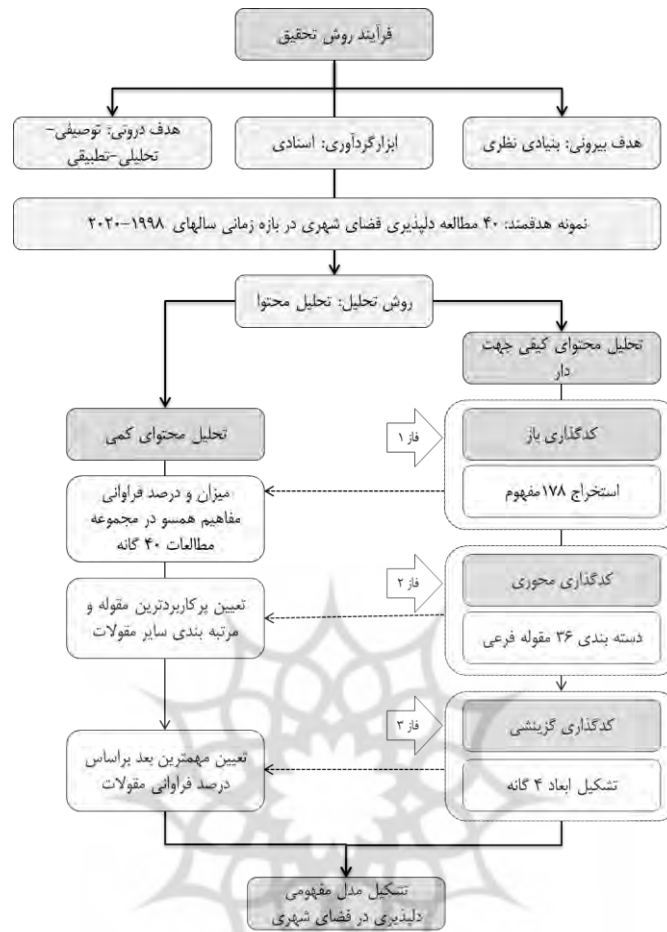 فرآیند روش تحقیق
هدف بیرونی: بنیادی نظری
ابزارگردآوری: اسنادی
هدف درونی: توصیفی-
تحلیلی-تطبیقی
نمونه هدفمند: ۴۰ مطالعه دلپذیری فضای شهری در بازه زمانی سالهای ۱۹۹۸-۲۰۲۰
روش تحلیل: تحلیل محتوا
تحلیل محتوای کیفی جهت
دار
فاز ۱
کدگذاری باز
استخراج ۱۷۸مفهوم
تحلیل محتوای کمی
میزان و درصد فراوانی
مفاهیم همسو در مجموعه
مطالعات ۴۰ گانه
فاز ۲
کدگذاری محوری
دسته بندی ۳۶ مقوله فرعی
تعیین پرکاربردترین مقوله و
مرتبه بندی سایر مقولات
فاز ۳
کدگذاری گزینشی
تشکیل ابعاد ۴ گانه
تعیین مهمترین بعد براساس
درصد فراوانی مقولات
تشکیل مدل مفهومی
دلپذیری در فضای شهری